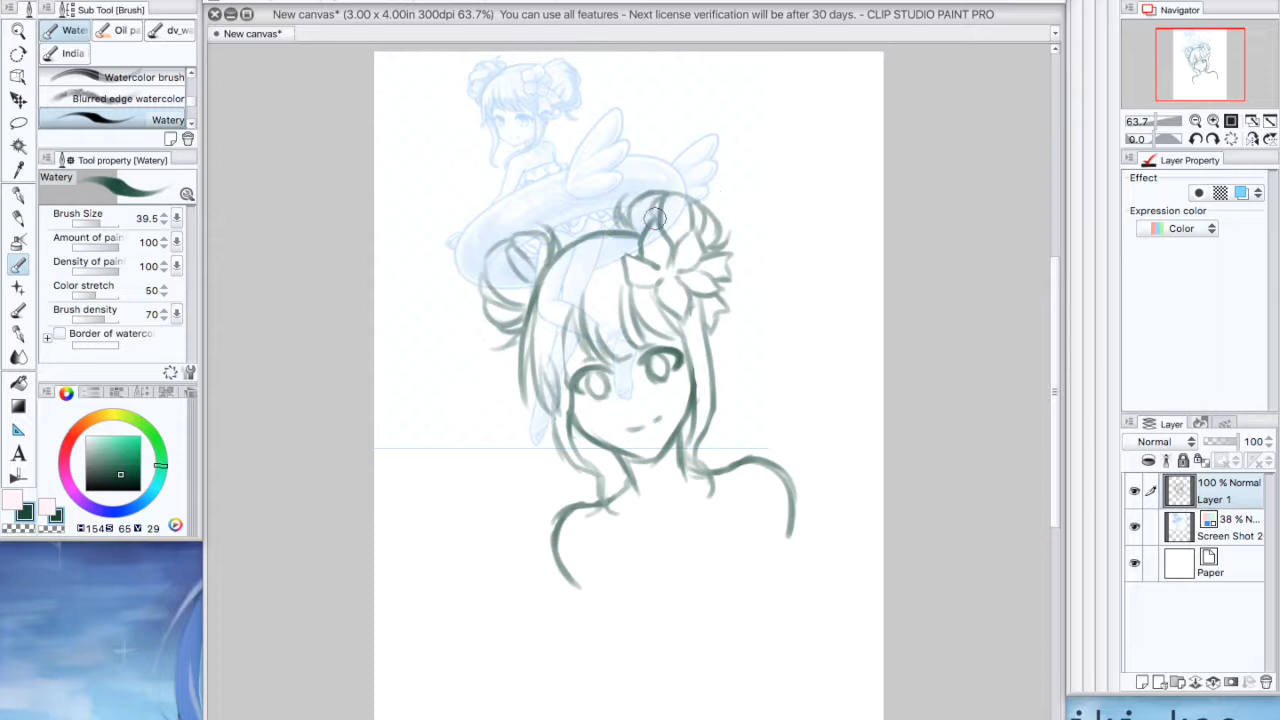 Sub Tool [Brush]
New canvas* (3.00 x 4.00in 300dpi 63.7%) You can use all features - Next license verification will be after 30 days. - CLIP STUDIO PAINT PRO
Navigator
Wate
Oil pa
dv_w
New canvas*
India
Watercolor brush
Blurred edge watercolor
Watery
63.7
0.0
Tool property [Watery]
Layer Property
Watery
Effect
Expression color
Color
Brush Size 39.5
Amount of pain 100
Density of paint 100
Color stretch 50
Brush density 70
Border of waterco
Layer
Normal 100
100 % Normal
Layer 1
38 % N...
Screen Shot 2
Paper
H 154 S 65 V 29